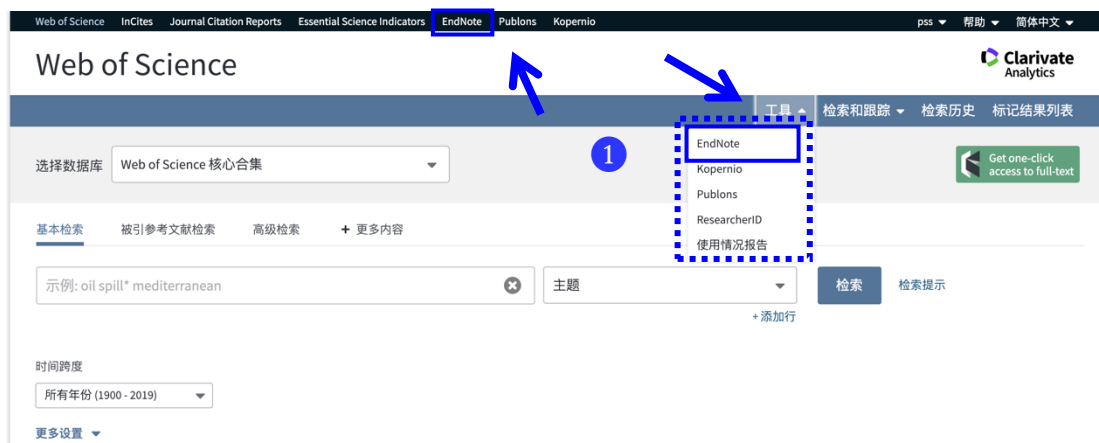 Web of Science InCites Journal Citation Reports Essential Science Indicators EndNote Publons Kopernio pss 帮助 简体中文
Web of Science
Clarivate
Analytics
工具 检索和跟踪 检索历史 标记结果列表
选择数据库 Web of Science 核心合集
1
EndNote
Kopernio
Publons
ResearcherID
使用情况报告
Get one-click
access to full-text
基本检索 被引参考文献检索 高级检索 + 更多内容
示例: oil spill* mediterranean 主题 检索 检索提示
+添加行
时间跨度
所有年份 (1900 - 2019)
更多设置